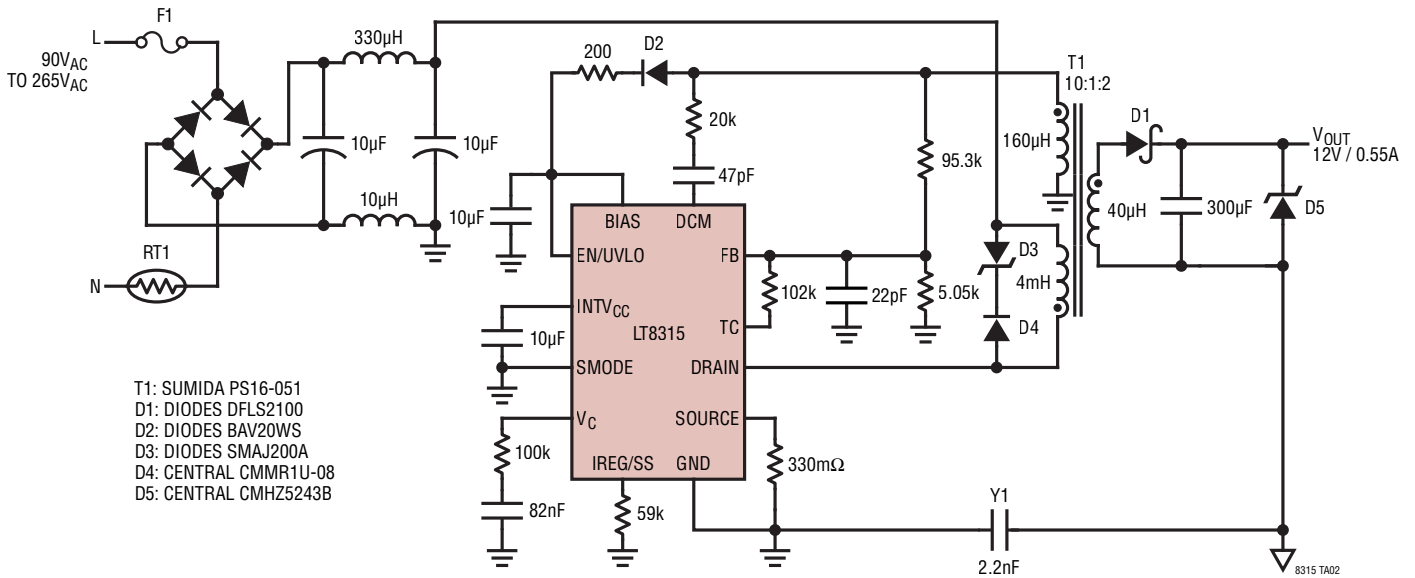 F1
L
90VAC
TO 265VAC
330µH
10µF
10µF
10µH
RT1
N
200
D2
20k
47pF
10µF
95.3k
T1
10:1:2
160µH
D1
VOUT
12V / 0.55A
40µH
300µF
D5
BIAS
DCM
EN/UVLO
FB
INTVCC
TC
LT8315
SMODE
DRAIN
VC
SOURCE
IREG/SS
GND
10µF
102k
22pF
5.05k
D3
4mH
D4
100k
82nF
59k
330mΩ
Y1
2.2nF
T1: SUMIDA PS16-051
D1: DIODES DFLS2100
D2: DIODES BAV20WS
D3: DIODES SMAJ200A
D4: CENTRAL CMMR1U-08
D5: CENTRAL CMHZ5243B
8315 TA02